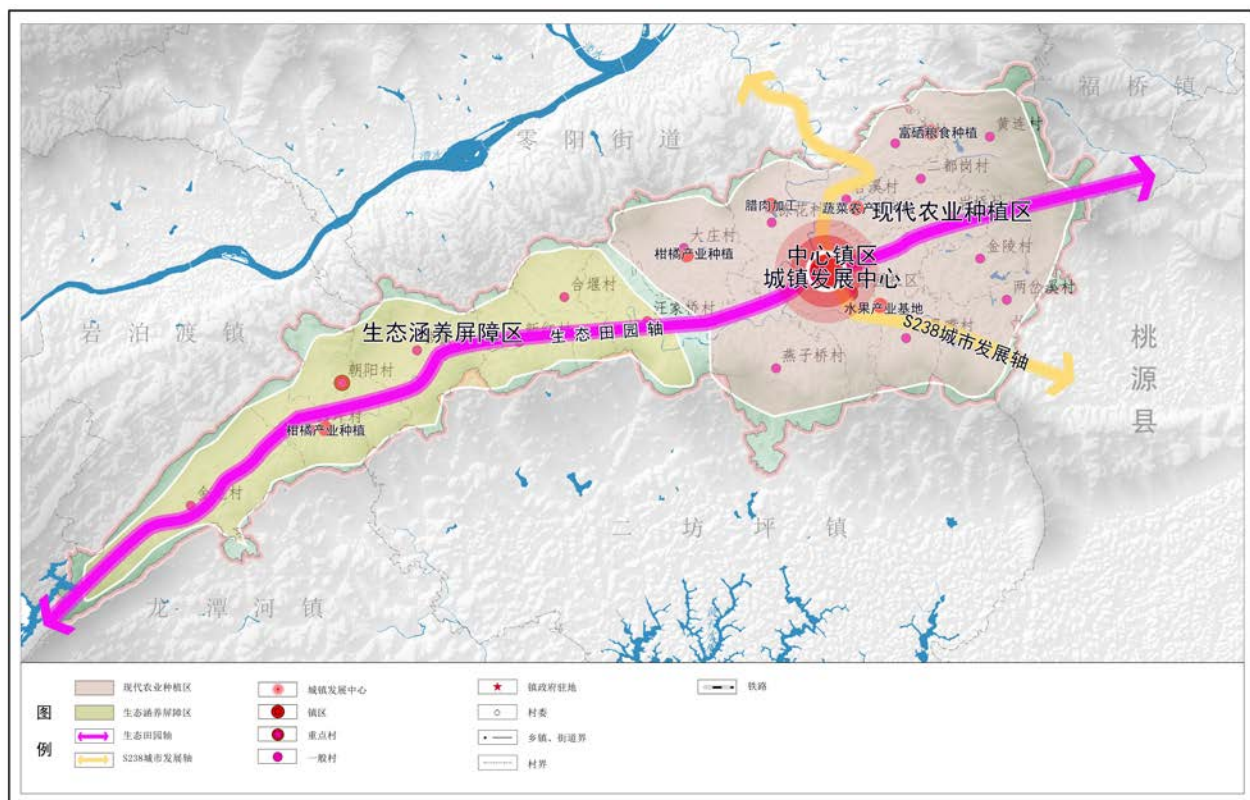 澧水
福桥镇
黄连村
零阳街道
富硒粮食种植
二都岗村
腊肉加工
蔬菜农产
现代农业种植区
大庄村
柑橘产业种植
中心镇区
城镇发展中心
金陵村
合堰村
汪家桥村
两岔溪村
水果产业基地
岩泊渡镇
生态涵养屏障区
生态田园轴
S238城市发展轴
桃源县
燕子桥村
朝阳村
柑橘产业种植
二坊坪镇
龙潭河镇
图例
现代农业种植区
生态涵养屏障区
生态田园轴
S238城市发展轴
城镇发展中心
镇区
重点村
一般村
镇政府驻地
村委
乡镇、街道界
村界
铁路